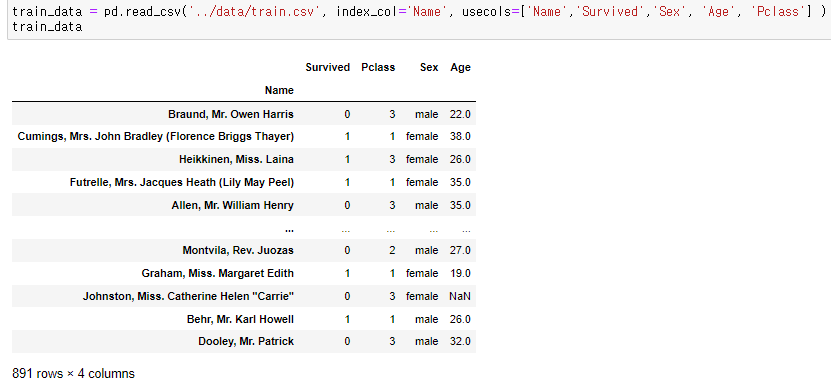 train_data = pd.read_csv('../data/train.csv', index_col='Name', usecols=['Name','Survived','Sex', 'Age', 'Pclass'] )
train_data
Survived Pclass Sex Age
Name
Braund, Mr. Owen Harris 0 3 male 22.0
Cumings, Mrs. John Bradley (Florence Briggs Thayer) 1 1 female 38.0
Heikkinen, Miss. Laina 1 3 female 26.0
Futrelle, Mrs. Jacques Heath (Lily May Peel) 1 1 female 35.0
Allen, Mr. William Henry 0 3 male 35.0
... ... ... ... ...
Montvila, Rev. Juozas 0 2 male 27.0
Graham, Miss. Margaret Edith 1 1 female 19.0
Johnston, Miss. Catherine Helen "Carrie" 0 3 female NaN
Behr, Mr. Karl Howell 1 1 male 26.0
Dooley, Mr. Patrick 0 3 male 32.0
891 rows × 4 columns